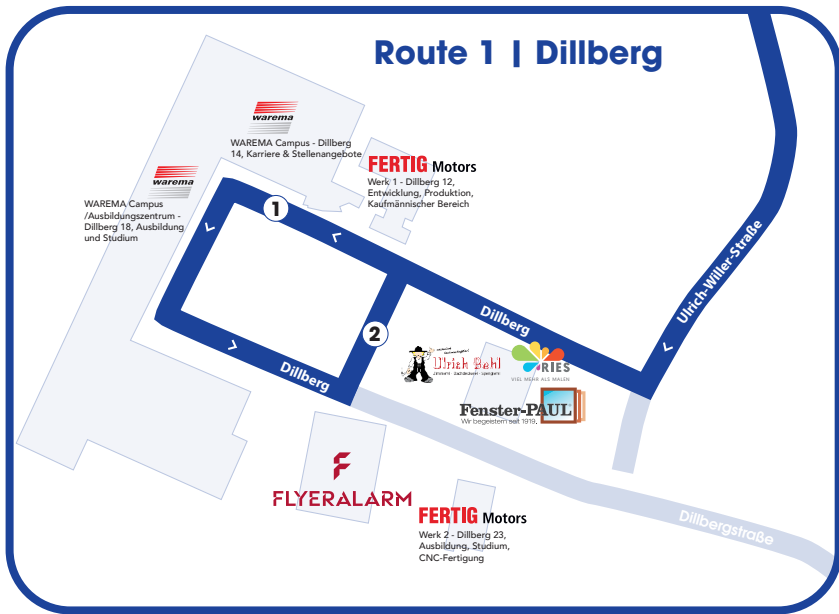 Route 1 | Dillberg
warema
WAREMA Campus - Dillberg
14, Karriere & Stellenangebote
FERTIG Motors
Werk 1 - Dillberg 12,
Entwicklung, Produktion,
Kaufmännischer Bereich
warema
WAREMA Campus
/Ausbildungszentrum -
Dillberg 18, Ausbildung
und Studium
1
Ulrich-Willer-Straße
Dillberg
2
Dillberg
Ulrich Behl
RIES
VIEL MEHR ALS MALEN
Fenster-PAUL
Wir begeistern seit 1919.
FLYERALARM
FERTIG Motors
Werk 2 - Dillberg 23,
Ausbildung, Studium,
CNC-Fertigung
Dillbergstraße